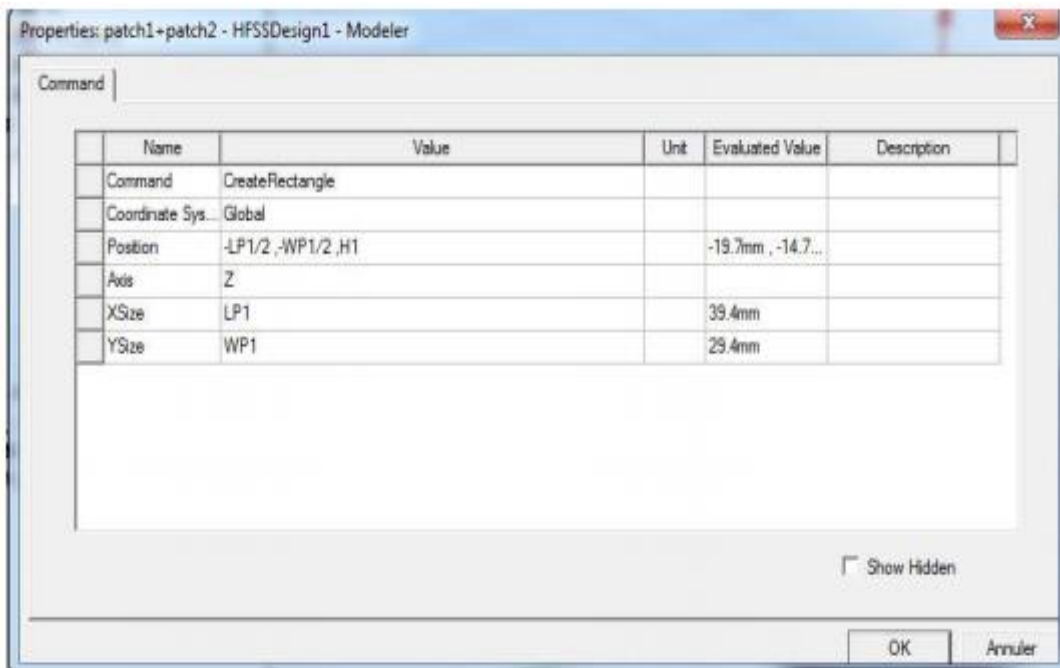 Properties: patch1+patch2 - HFSSDesign1 - Modeler
Command
Name Value Unit Evaluated Value Description
Command CreateRectangle
Coordinate Sys... Global
Position -LP1/2 ,-WP1/2 ,H1 -19.7mm , -14.7...
Axis Z
XSize LP1 39.4mm
YSize WP1 29.4mm
Show Hidden
OK Annuler